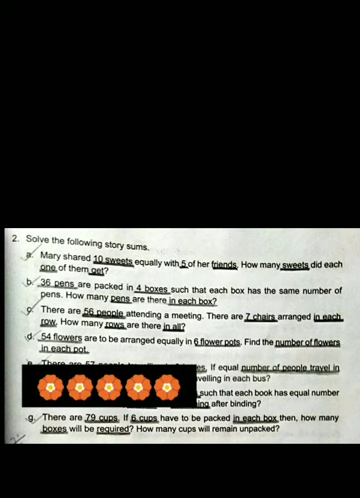 2. Solve the following story sums.
a. Mary shared 10 sweets equally with 5 of her friends. How many sweets did each
one of them get?
b. 36 pens are packed in 4 boxes such that each box has the same number of
pens. How many pens are there in each box?
c. There are 56 people attending a meeting. There are 7 chairs arranged in each
row. How many rows are there in all?
d. 54 flowers are to be arranged equally in 6 flower pots. Find the number of flowers
in each pot.
e. There are 57 people If equal number of people travel in
velling in each bus?
such that each book has equal number
ing after binding?
g. There are 79 cups. If 6 cups have to be packed in each box then, how many
boxes will be required? How many cups will remain unpacked?